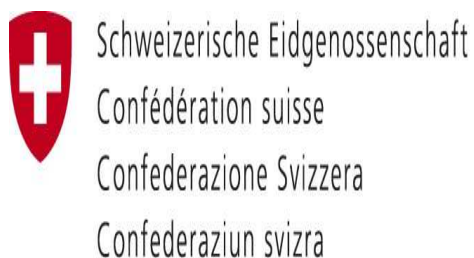 Schweizerische Eidgenossenschaft
Confédération suisse
Confederazione Svizzera
Confederaziun svizra